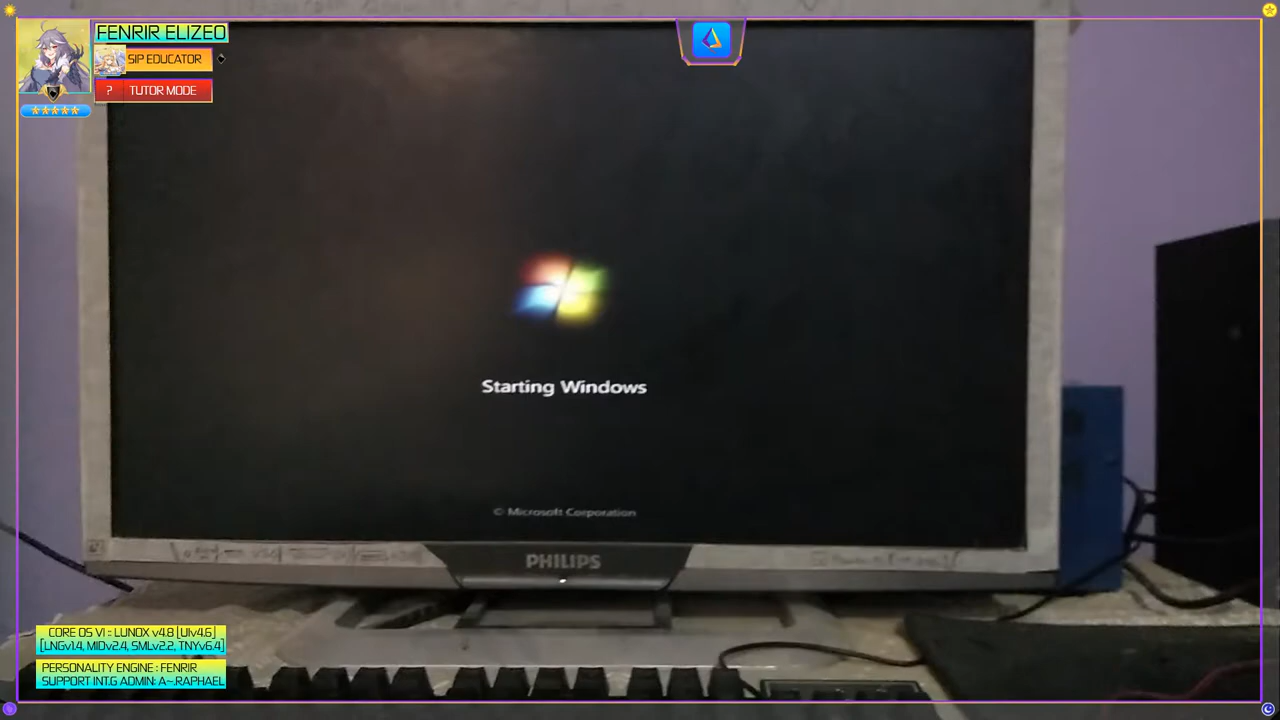 FENRIR ELIZEO
SIP EDUCATOR
? TUTOR MODE
Starting Windows
© Microsoft Corporation
PHILIPS
CORE OS VI :: LUNOX v4.8 [UIv4.6]
[LNGv1.4, MIDv2.4, SMLv2.2, TNYv6.4]
PERSONALITY ENGINE : FENRIR
SUPPORT INT.G ADMIN: A~.RAPHAEL